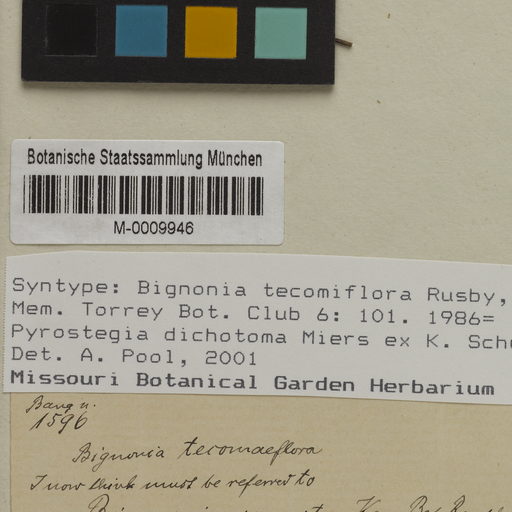 Botanische Staatssammlung München
M-0009946
Syntype: Bignonia tecomiflora Rusby,
Mem. Torrey Bot. Club 6: 101. 1986=
Pyrostegia dichotoma Miers ex K. Sch
Det. A. Pool, 2001
Missouri Botanical Garden Herbarium
Bang n.
1596
Bignonia tecomaeflora
I now think must be referred to